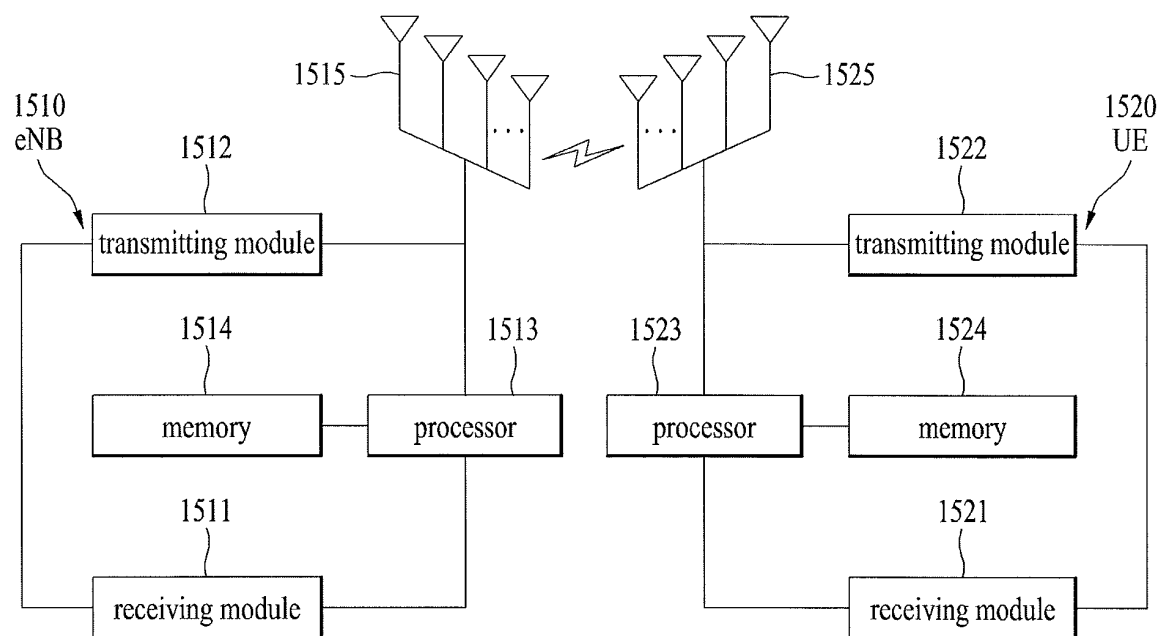 1515
1525
1510
eNB
1520
UE
1512
1522
transmitting module
transmitting module
1514
1513
1523
1524
memory
processor
processor
memory
1511
1521
receiving module
receiving module